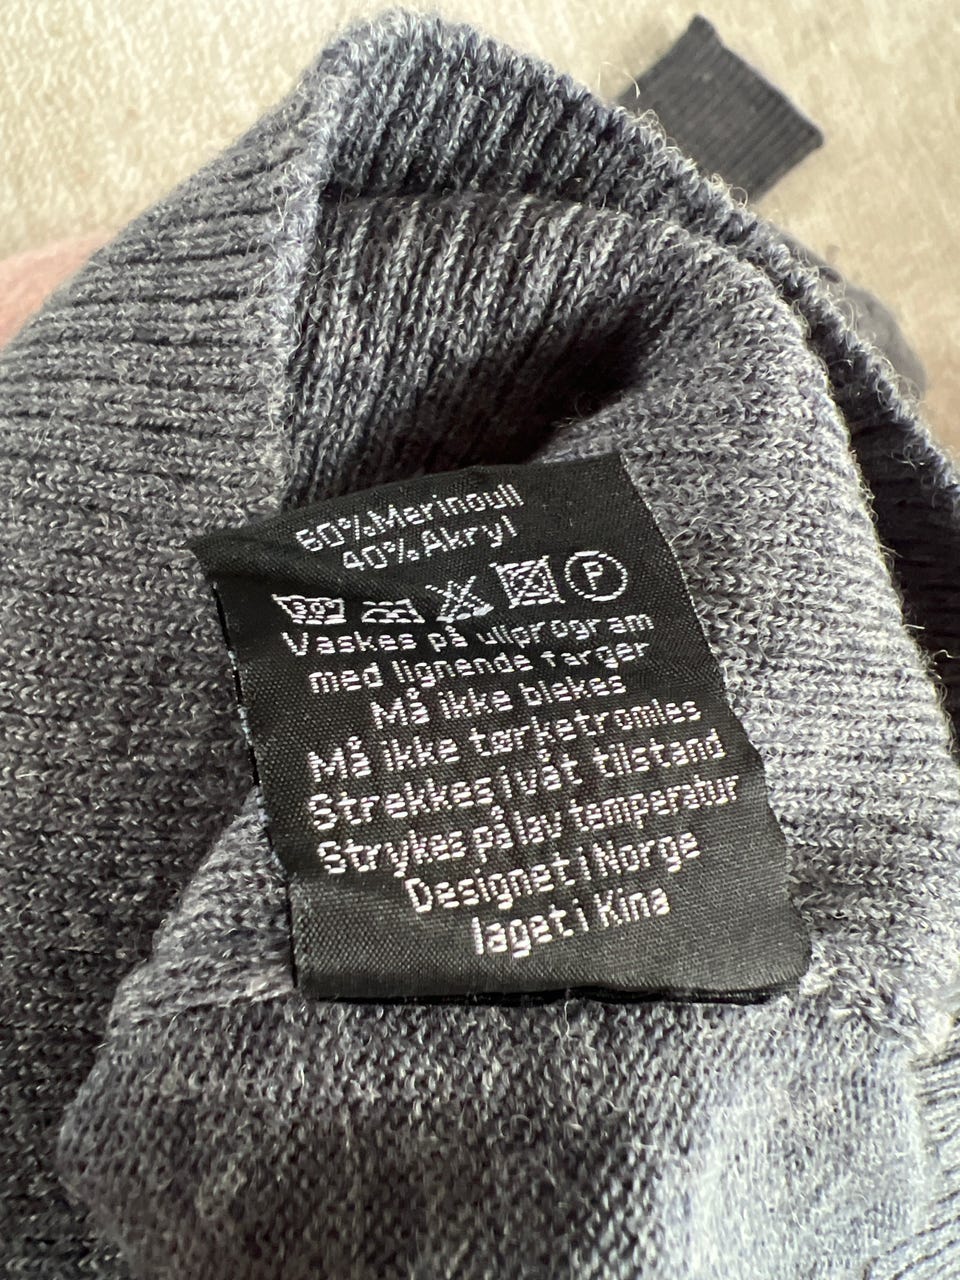 60%Merinoull
40%Akryl
30° P
Vaskes på ullprogram
med lignende farger
Må ikke blekes
Må ikke tørketromles
Strekkes i våt tilstand
Strykes på lav temperatur
Designet i Norge
laget i Kina